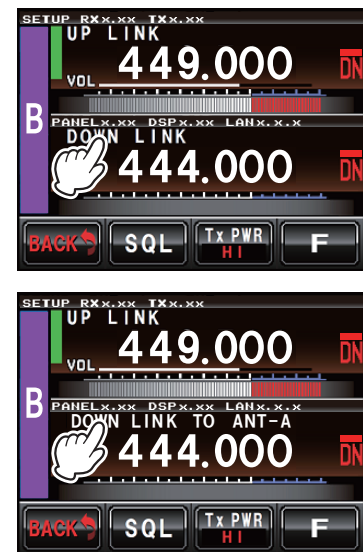 SETUP RXx.xx TXx.xx
UP LINK
449.000 DN
VOL
B
PANELx.xx DSPx.xx LANx.x.x
DOWN LINK
444.000 DN
BACK SQL Tx PWR HI F
SETUP RXx.xx TXx.xx
UP LINK
449.000 DN
VOL
B
PANELx.xx DSPx.xx LANx.x.x
DOWN LINK TO ANT-A
444.000 DN
BACK SQL Tx PWR HI F